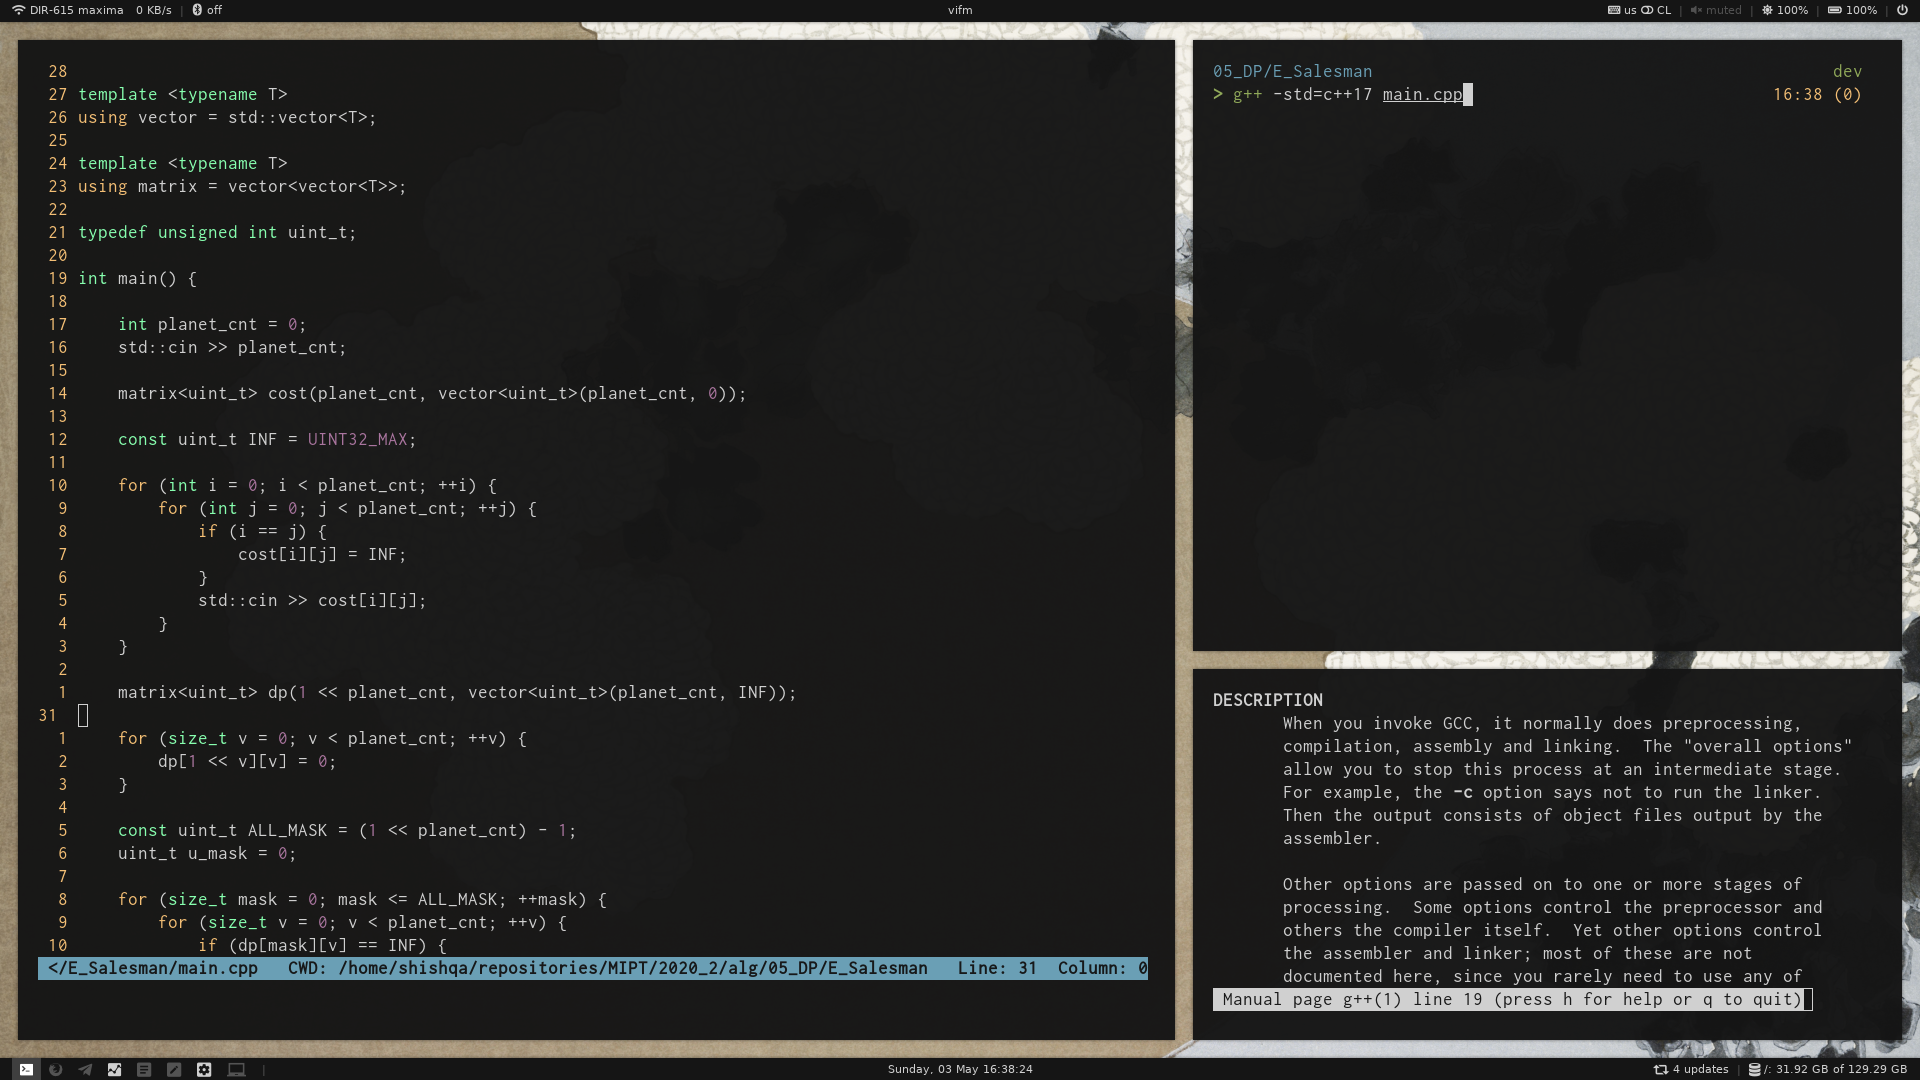 DIR-615 maxima 0 KB/s | off
vifm
us CL | muted | 100% | 100% |
28
27 template <typename T>
26 using vector = std::vector<T>;
25
24 template <typename T>
23 using matrix = vector<vector<T>>;
22
21 typedef unsigned int uint_t;
20
19 int main() {
18
17     int planet_cnt = 0;
16     std::cin >> planet_cnt;
15
14     matrix<uint_t> cost(planet_cnt, vector<uint_t>(planet_cnt, 0));
13
12     const uint_t INF = UINT32_MAX;
11
10     for (int i = 0; i < planet_cnt; ++i) {
9         for (int j = 0; j < planet_cnt; ++j) {
8             if (i == j) {
7                 cost[i][j] = INF;
6             }
5             std::cin >> cost[i][j];
4         }
3     }
2
1     matrix<uint_t> dp(1 << planet_cnt, vector<uint_t>(planet_cnt, INF));
31
1     for (size_t v = 0; v < planet_cnt; ++v) {
2         dp[1 << v][v] = 0;
3     }
4
5     const uint_t ALL_MASK = (1 << planet_cnt) - 1;
6     uint_t u_mask = 0;
7
8     for (size_t mask = 0; mask <= ALL_MASK; ++mask) {
9         for (size_t v = 0; v < planet_cnt; ++v) {
10             if (dp[mask][v] == INF) {
</E_Salesman/main.cpp   CWD: /home/shishqa/repositories/MIPT/2020_2/alg/05_DP/E_Salesman   Line: 31  Column: 0
05_DP/E_Salesman dev
> g++ -std=c++17 main.cpp 16:38 (0)
DESCRIPTION
When you invoke GCC, it normally does preprocessing,
compilation, assembly and linking.  The "overall options"
allow you to stop this process at an intermediate stage.
For example, the -c option says not to run the linker.
Then the output consists of object files output by the
assembler.
Other options are passed on to one or more stages of
processing.  Some options control the preprocessor and
others the compiler itself.  Yet other options control
the assembler and linker; most of these are not
documented here, since you rarely need to use any of
Manual page g++(1) line 19 (press h for help or q to quit)
|
Sunday, 03 May 16:38:24
4 updates | /: 31.92 GB of 129.29 GB